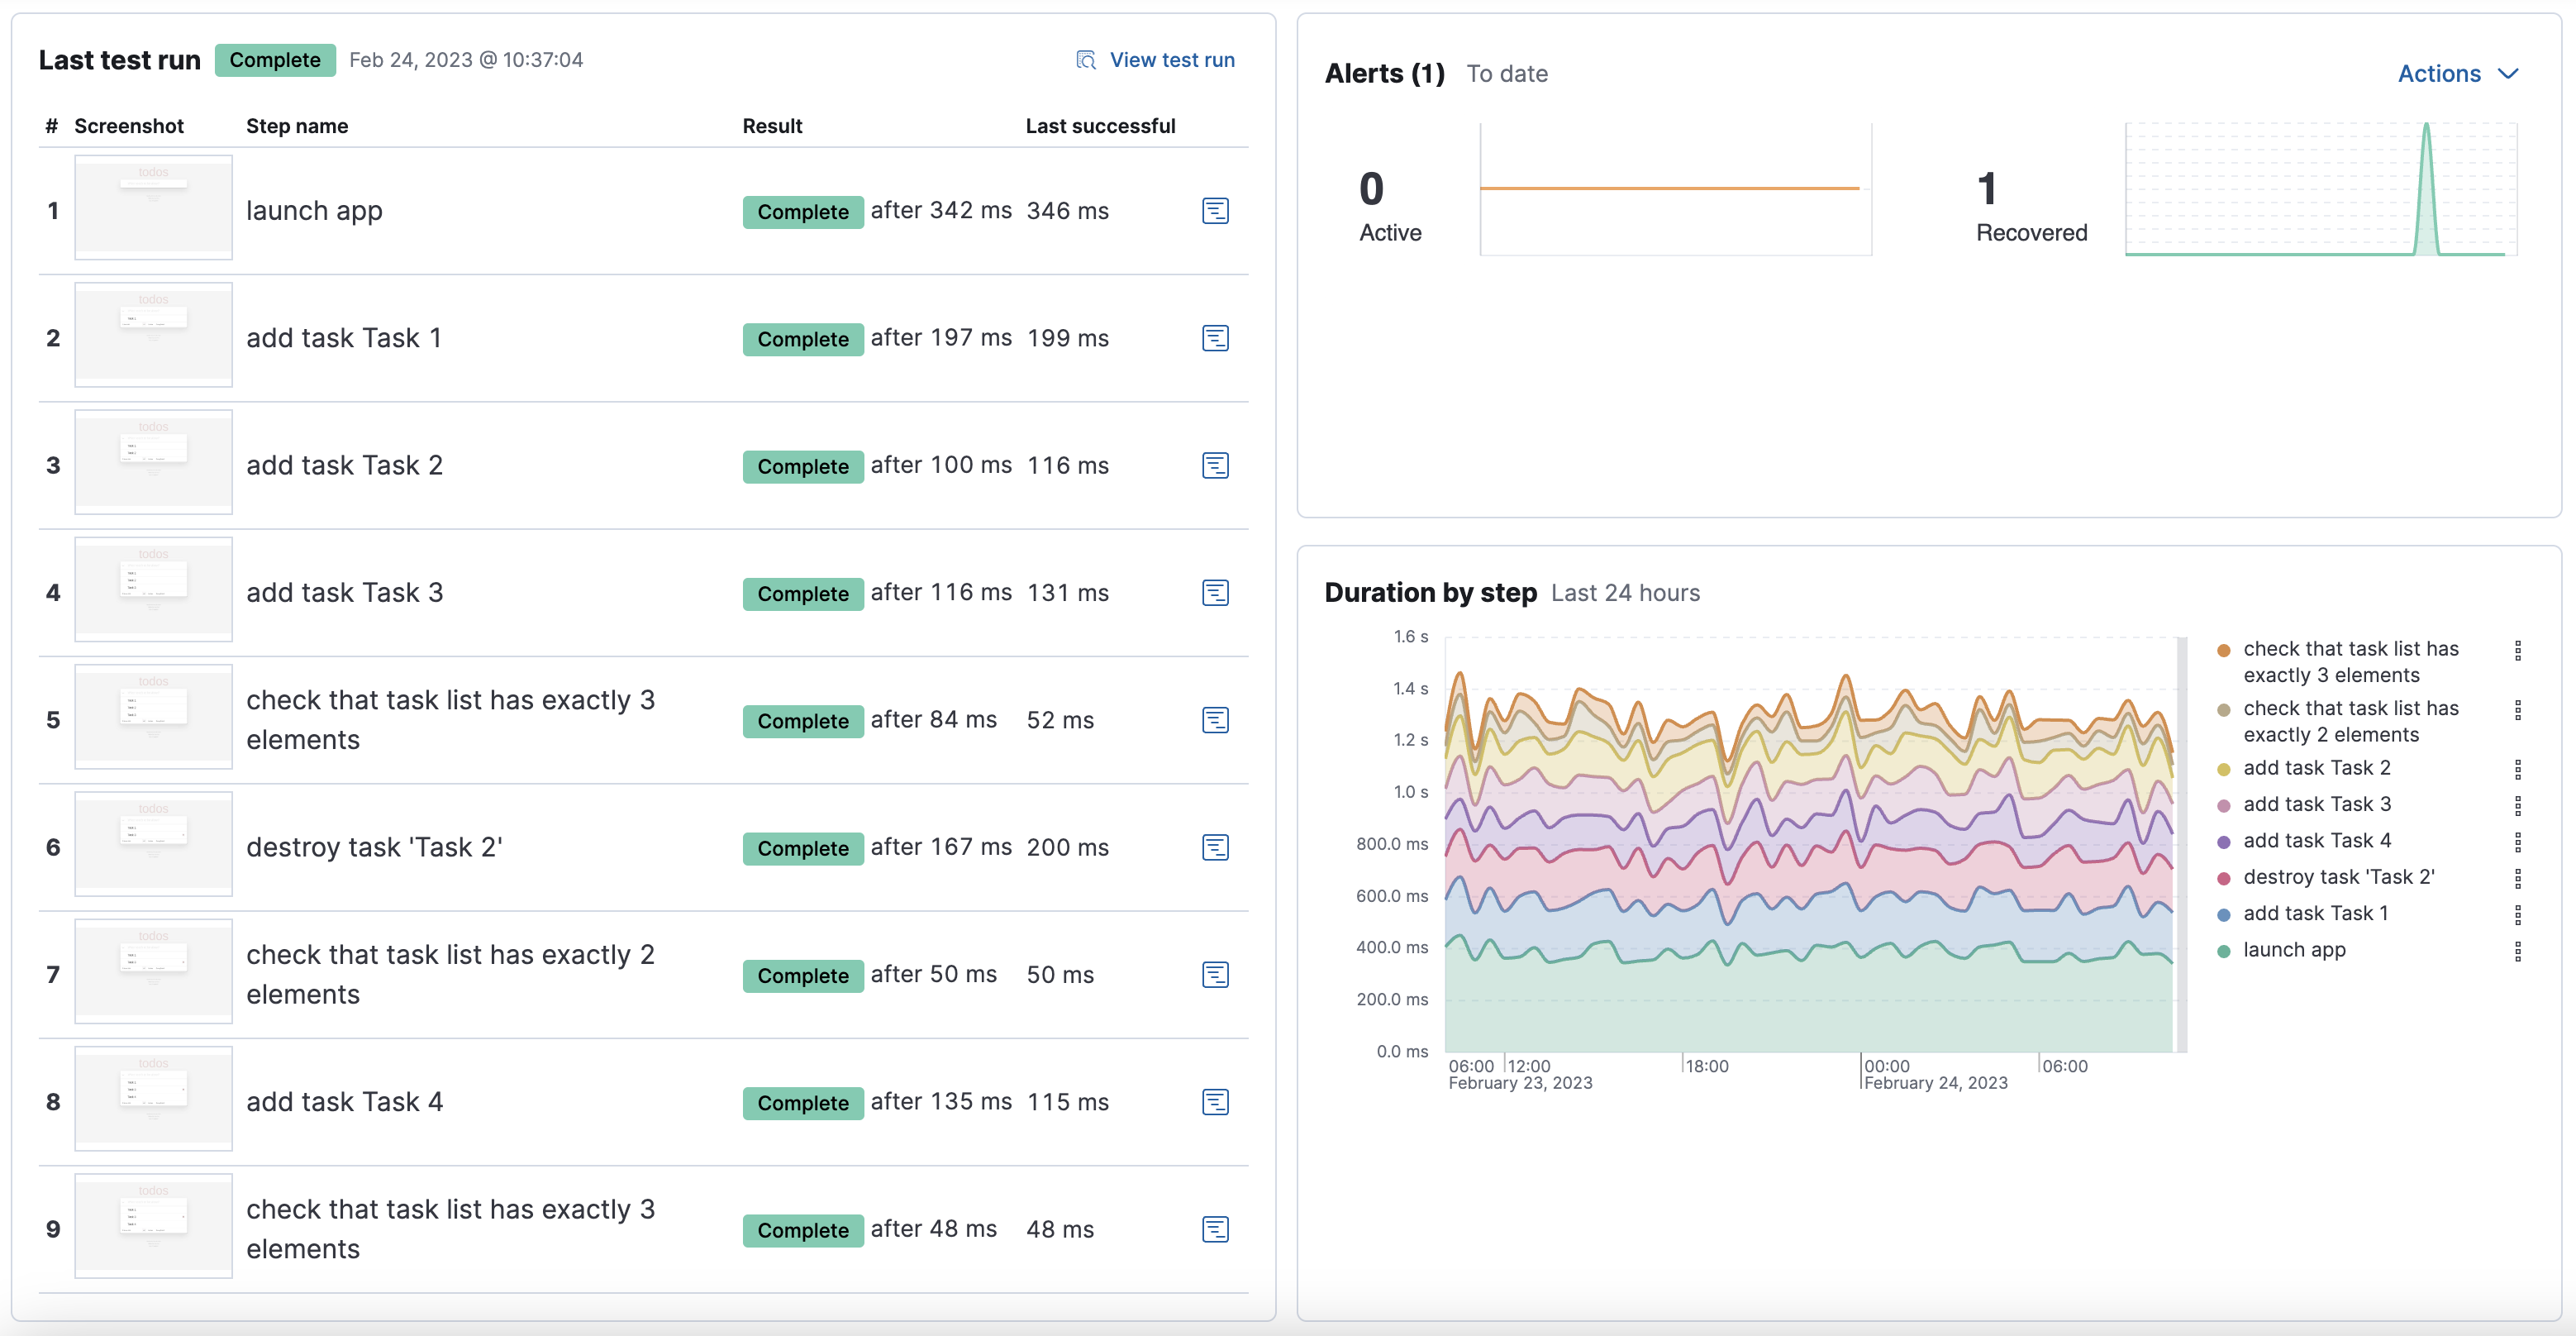 Last test run Complete Feb 24, 2023 @ 10:37:04 View test run
# Screenshot Step name Result Last successful
todos
1 launch app Complete after 342 ms 346 ms
todos
2 add task Task 1 Complete after 197 ms 199 ms
todos
3 add task Task 2 Complete after 100 ms 116 ms
todos
4 add task Task 3 Complete after 116 ms 131 ms
todos
5 check that task list has exactly 3
elements Complete after 84 ms 52 ms
todos
6 destroy task 'Task 2' Complete after 167 ms 200 ms
todos
7 check that task list has exactly 2
elements Complete after 50 ms 50 ms
todos
8 add task Task 4 Complete after 135 ms 115 ms
todos
9 check that task list has exactly 3
elements Complete after 48 ms 48 ms
Alerts (1) To date Actions
0
Active
1
Recovered
Duration by step Last 24 hours
1.6 s
1.4 s
1.2 s
1.0 s
800.0 ms
600.0 ms
400.0 ms
200.0 ms
0.0 ms
06:00 12:00 18:00 00:00 06:00
February 23, 2023 February 24, 2023
check that task list has
exactly 3 elements
check that task list has
exactly 2 elements
add task Task 2
add task Task 3
add task Task 4
destroy task 'Task 2'
add task Task 1
launch app